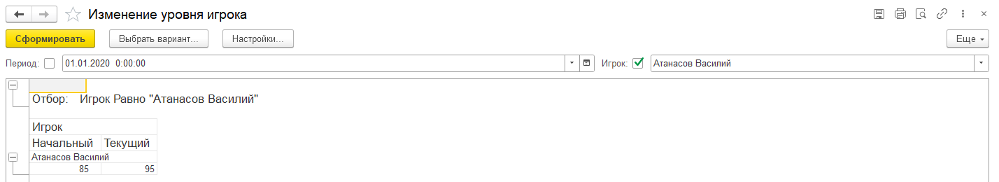 Изменение уровня игрока
Сформировать Выбрать вариант... Настройки... Еще
Период: 01.01.2020 0:00:00 Игрок: Атанасов Василий
Отбор: Игрок Равно "Атанасов Василий"
Игрок
Начальный Текущий
Атанасов Василий
85 95